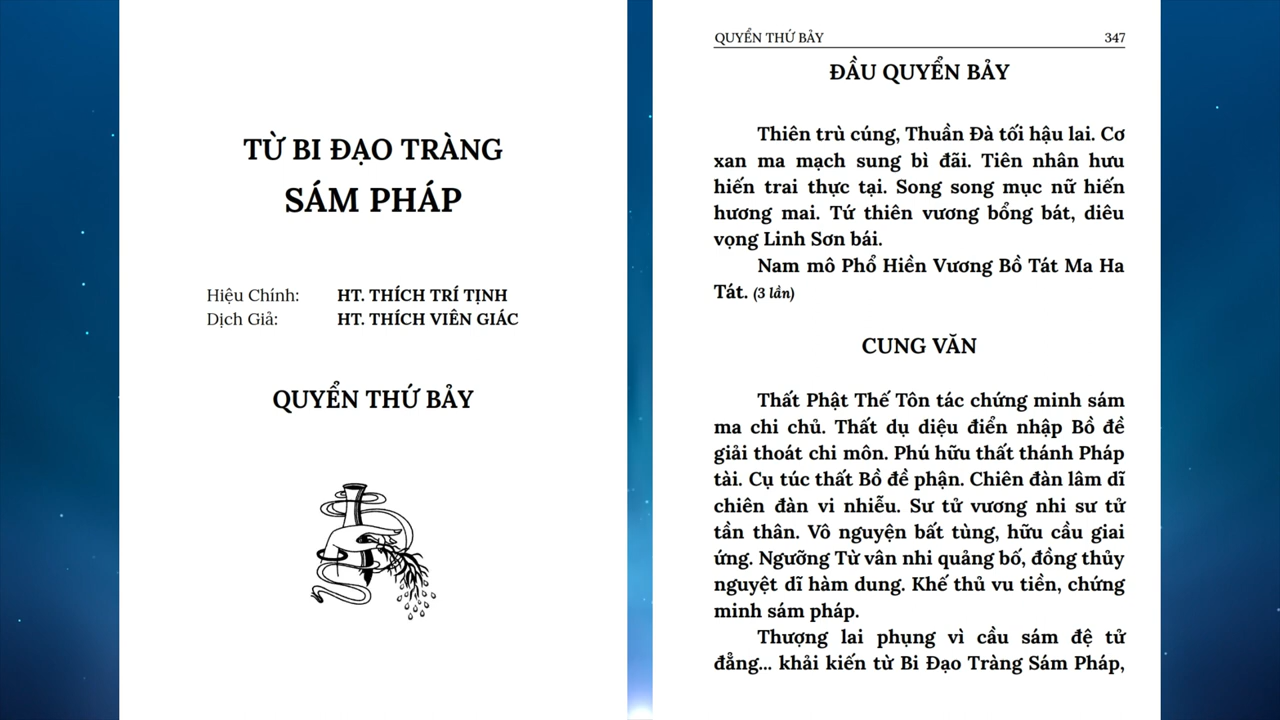 TỪ BI ĐẠO TRÀNG
SÁM PHÁP
Hiệu Chính: HT. THÍCH TRÍ TỊNH
Dịch Giả: HT. THÍCH VIÊN GIÁC
QUYỂN THỨ BẢY
QUYỂN THỨ BẢY 347
ĐẦU QUYỂN BẢY
Thiên trù cúng, Thuần Đà tối hậu lai. Cơ
xan ma mạch sung bì đãi. Tiên nhân hưu
hiến trai thực tại. Song song mục nữ hiến
hương mai. Tứ thiên vương bổng bát, diêu
vọng Linh Sơn bái.
Nam mô Phổ Hiền Vương Bồ Tát Ma Ha
Tát. (3 lần)
CUNG VĂN
Thất Phật Thế Tôn tác chứng minh sám
ma chi chủ. Thất dụ diệu điển nhập Bồ đề
giải thoát chi môn. Phú hữu thất thánh Pháp
tài. Cụ túc thất Bồ đề phận. Chiên đàn lâm dĩ
chiên đàn vi nhiễu. Sư tử vương nhi sư tử
tần thân. Vô nguyện bất tùng, hữu cầu giai
ứng. Ngưỡng Từ vân nhi quảng bố, đồng thủy
nguyệt dĩ hàm dung. Khế thủ vu tiền, chứng
minh sám pháp.
Thượng lai phụng vì cầu sám đệ tử
đẳng... khải kiến từ Bi Đạo Tràng Sám Pháp,